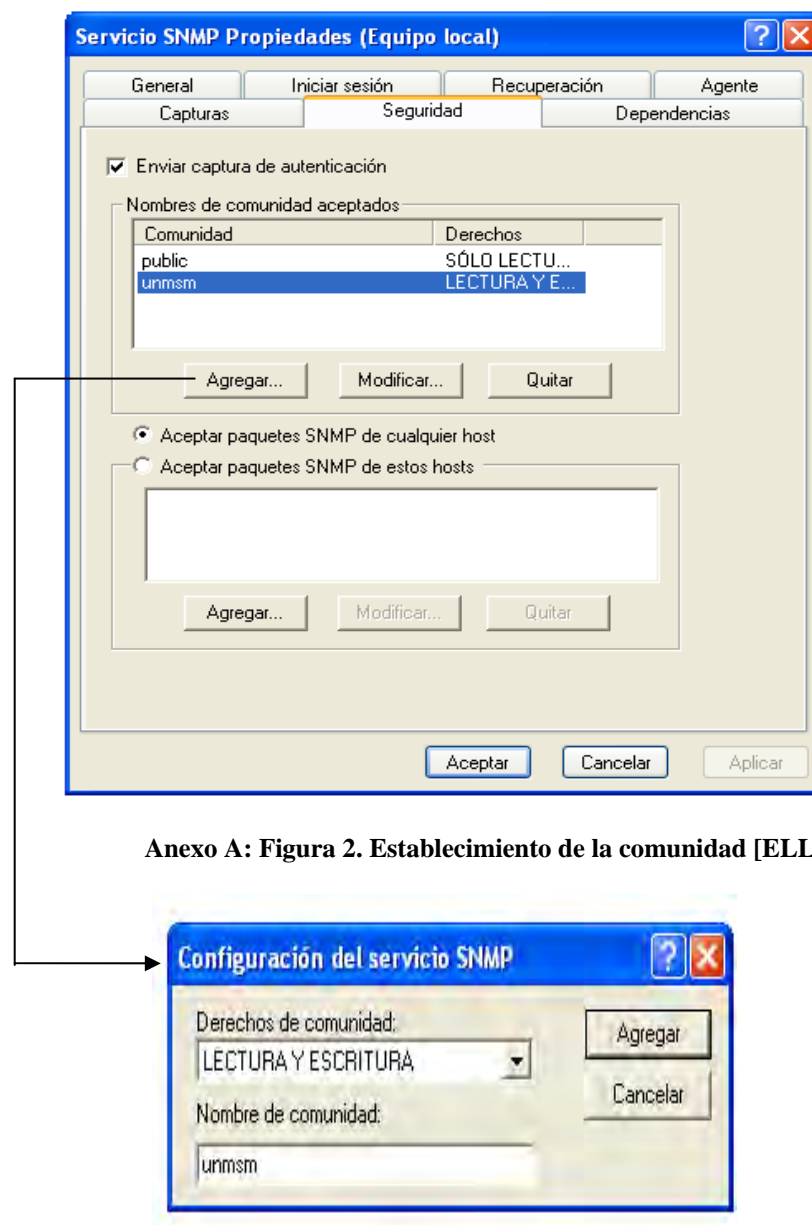 Servicio SNMP Propiedades (Equipo local)
General Iniciar sesión Recuperación Agente
Capturas Seguridad Dependencias
Enviar captura de autenticación
Nombres de comunidad aceptados
Comunidad Derechos
public SÓLO LECTU...
unmsm LECTURA Y E...
Agregar... Modificar... Quitar
Aceptar paquetes SNMP de cualquier host
Aceptar paquetes SNMP de estos hosts
Agregar... Modificar... Quitar
Aceptar Cancelar Aplicar
Anexo A: Figura 2. Establecimiento de la comunidad [ELL
Configuración del servicio SNMP
Derechos de comunidad:
Agregar
LECTURA Y ESCRITURA
Cancelar
Nombre de comunidad:
unmsm